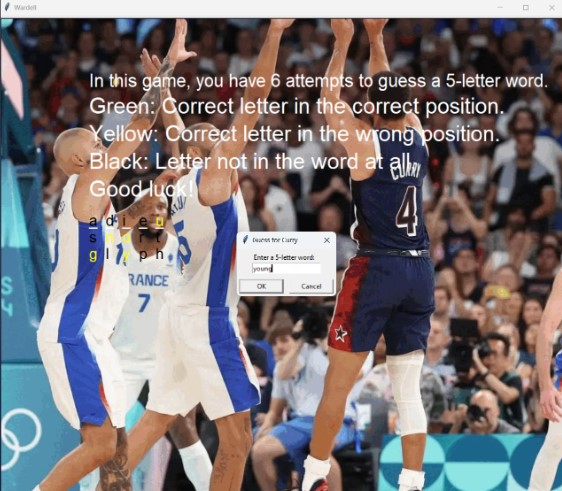 Wardell
In this game, you have 6 attempts to guess a 5-letter word.
Green: Correct letter in the correct position.
Yellow: Correct letter in the wrong position.
Black: Letter not in the word at all.
Good luck!
a d i e u
g l y p h
Guess for Curry
Enter a 5-letter word:
young
OK
Cancel
CURRY
4
FRANCE
7